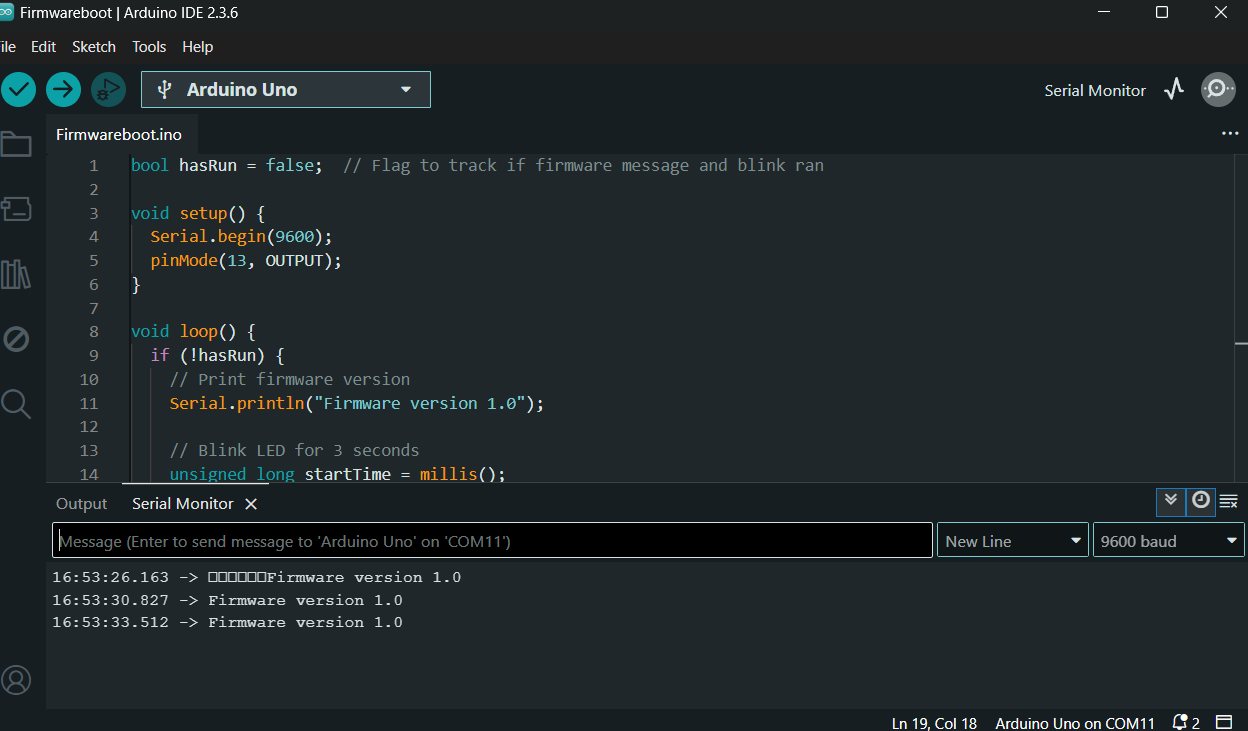 Firmwareboot | Arduino IDE 2.3.6
ile Edit Sketch Tools Help
Arduino Uno
Serial Monitor
Firmwareboot.ino
1 bool hasRun = false;  // Flag to track if firmware message and blink ran
2
3 void setup() {
4   Serial.begin(9600);
5   pinMode(13, OUTPUT);
6 }
7
8 void loop() {
9   if (!hasRun) {
10     // Print firmware version
11     Serial.println("Firmware version 1.0");
12
13     // Blink LED for 3 seconds
14     unsigned long startTime = millis();
Output Serial Monitor
Message (Enter to send message to 'Arduino Uno' on 'COM11')
New Line
9600 baud
16:53:26.163 -> □□□□□□Firmware version 1.0
16:53:30.827 -> Firmware version 1.0
16:53:33.512 -> Firmware version 1.0
Ln 19, Col 18 Arduino Uno on COM11 2